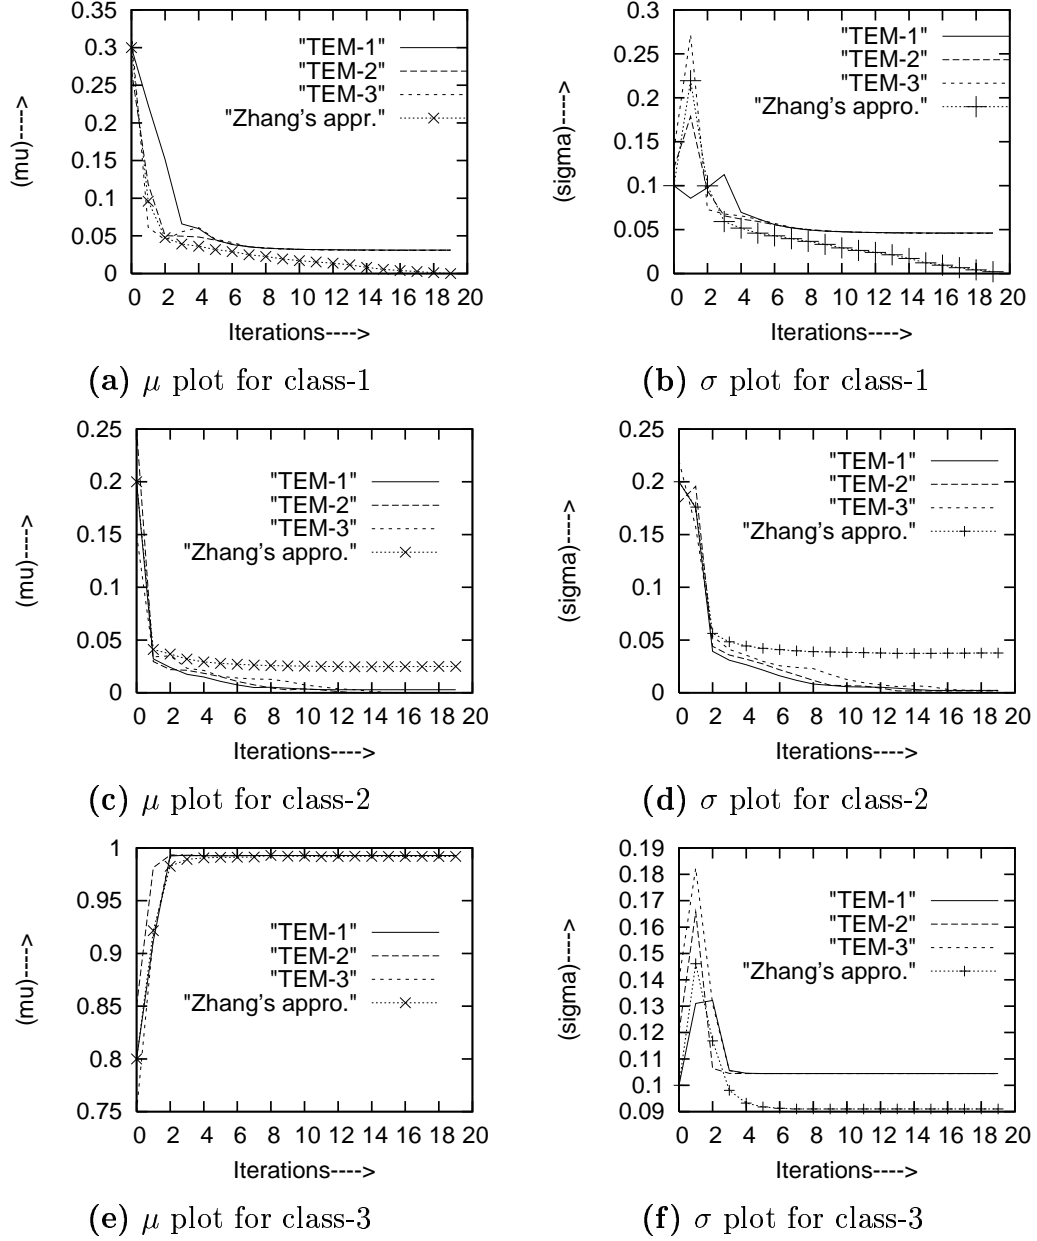 0.35
0.3
0.25
0.2
0.15
0.1
0.05
0
(mu)---->
"TEM-1"
"TEM-2"
"TEM-3"
"Zhang's appr."
0 2 4 6 8 10 12 14 16 18 20
Iterations---->
(a) μ plot for class-1
0.3
0.25
0.2
0.15
0.1
0.05
0
(sigma)---->
"TEM-1"
"TEM-2"
"TEM-3"
"Zhang's appro."
0 2 4 6 8 10 12 14 16 18 20
Iterations---->
(b) σ plot for class-1
0.25
0.2
0.15
0.1
0.05
0
(mu)---->
"TEM-1"
"TEM-2"
"TEM-3"
"Zhang's appro."
0 2 4 6 8 10 12 14 16 18 20
Iterations---->
(c) μ plot for class-2
0.25
0.2
0.15
0.1
0.05
0
(sigma)---->
"TEM-1"
"TEM-2"
"TEM-3"
"Zhang's appro."
0 2 4 6 8 10 12 14 16 18 20
Iterations---->
(d) σ plot for class-2
1
0.95
0.9
0.85
0.8
0.75
(mu)---->
"TEM-1"
"TEM-2"
"TEM-3"
"Zhang's appro."
0 2 4 6 8 10 12 14 16 18 20
Iterations---->
(e) μ plot for class-3
0.19
0.18
0.17
0.16
0.15
0.14
0.13
0.12
0.11
0.1
0.09
(sigma)---->
"TEM-1"
"TEM-2"
"TEM-3"
"Zhang's appro."
0 2 4 6 8 10 12 14 16 18 20
Iterations---->
(f) σ plot for class-3